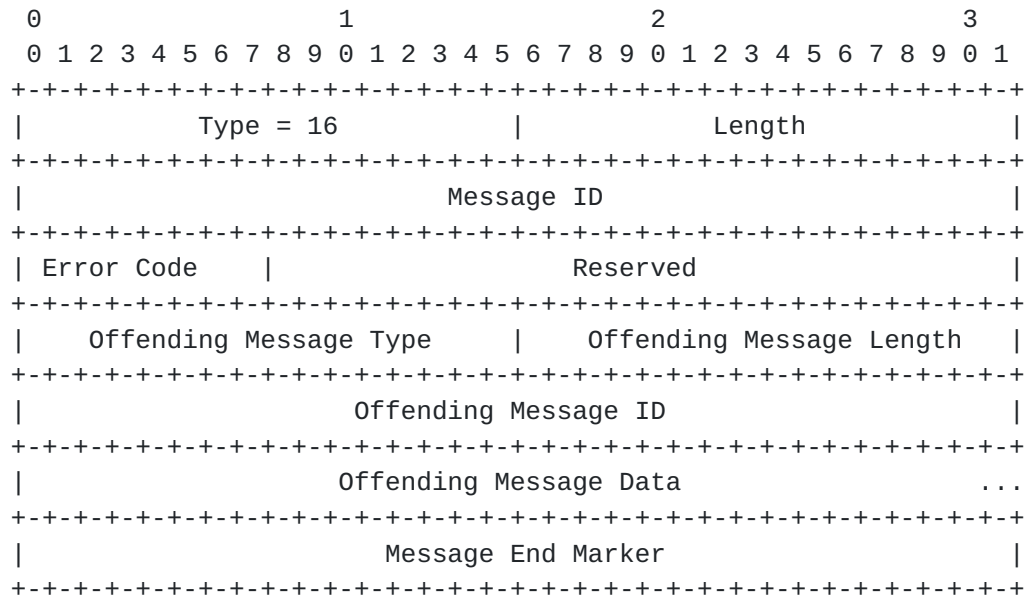 0                   1                   2                   3
 0 1 2 3 4 5 6 7 8 9 0 1 2 3 4 5 6 7 8 9 0 1 2 3 4 5 6 7 8 9 0 1
+-+-+-+-+-+-+-+-+-+-+-+-+-+-+-+-+-+-+-+-+-+-+-+-+-+-+-+-+-+-+-+-+
|           Type = 16           |            Length             |
+-+-+-+-+-+-+-+-+-+-+-+-+-+-+-+-+-+-+-+-+-+-+-+-+-+-+-+-+-+-+-+-+
|                           Message ID                          |
+-+-+-+-+-+-+-+-+-+-+-+-+-+-+-+-+-+-+-+-+-+-+-+-+-+-+-+-+-+-+-+-+
| Error Code    |                   Reserved                    |
+-+-+-+-+-+-+-+-+-+-+-+-+-+-+-+-+-+-+-+-+-+-+-+-+-+-+-+-+-+-+-+-+
|    Offending Message Type     |    Offending Message Length   |
+-+-+-+-+-+-+-+-+-+-+-+-+-+-+-+-+-+-+-+-+-+-+-+-+-+-+-+-+-+-+-+-+
|                     Offending Message ID                      |
+-+-+-+-+-+-+-+-+-+-+-+-+-+-+-+-+-+-+-+-+-+-+-+-+-+-+-+-+-+-+-+-+
|                    Offending Message Data                   ...
+-+-+-+-+-+-+-+-+-+-+-+-+-+-+-+-+-+-+-+-+-+-+-+-+-+-+-+-+-+-+-+-+
|                       Message End Marker                      |
+-+-+-+-+-+-+-+-+-+-+-+-+-+-+-+-+-+-+-+-+-+-+-+-+-+-+-+-+-+-+-+-+